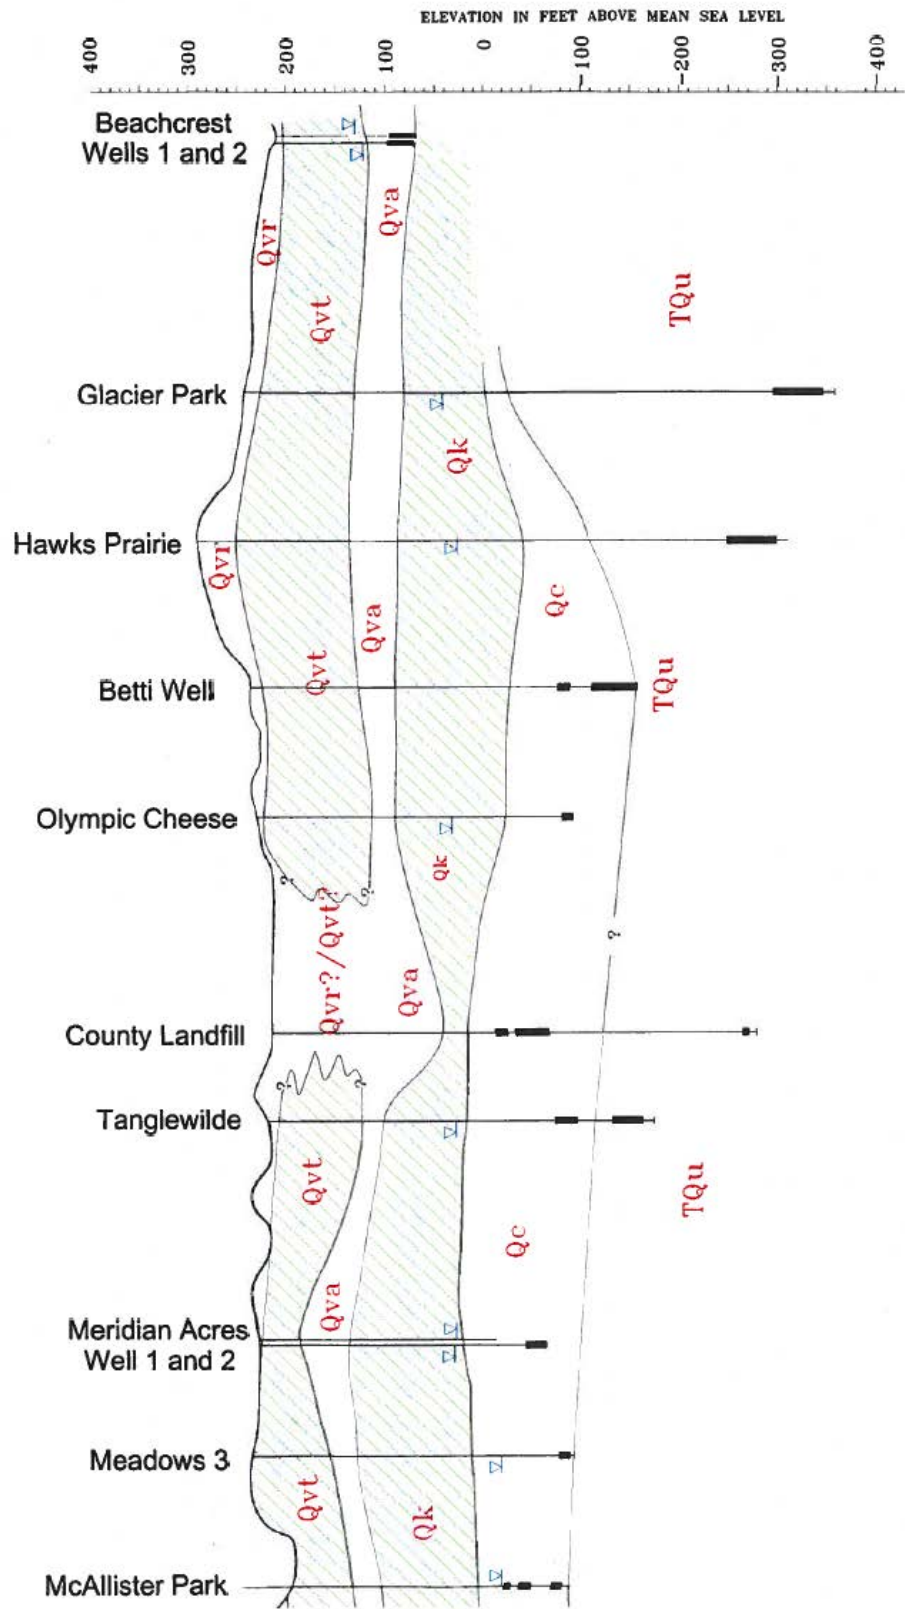 ELEVATION IN FEET ABOVE MEAN SEA LEVEL
400
300
200
100
0
-100
-200
-300
-400
Beachcrest
Wells 1 and 2
Qvr
Qvt
Qva
TQu
Glacier Park
Qk
Hawks Prairie
Qvr
Qva
Qc
Qvt
TQu
Betti Well
Olympic Cheese
Qk
?
?
Qvr?/Qvt?
Qva
?
County Landfill
?
?
Tanglewilde
Qvt
TQu
Qc
Qva
Meridian Acres
Well 1 and 2
Meadows 3
Qvt
Qk
McAllister Park